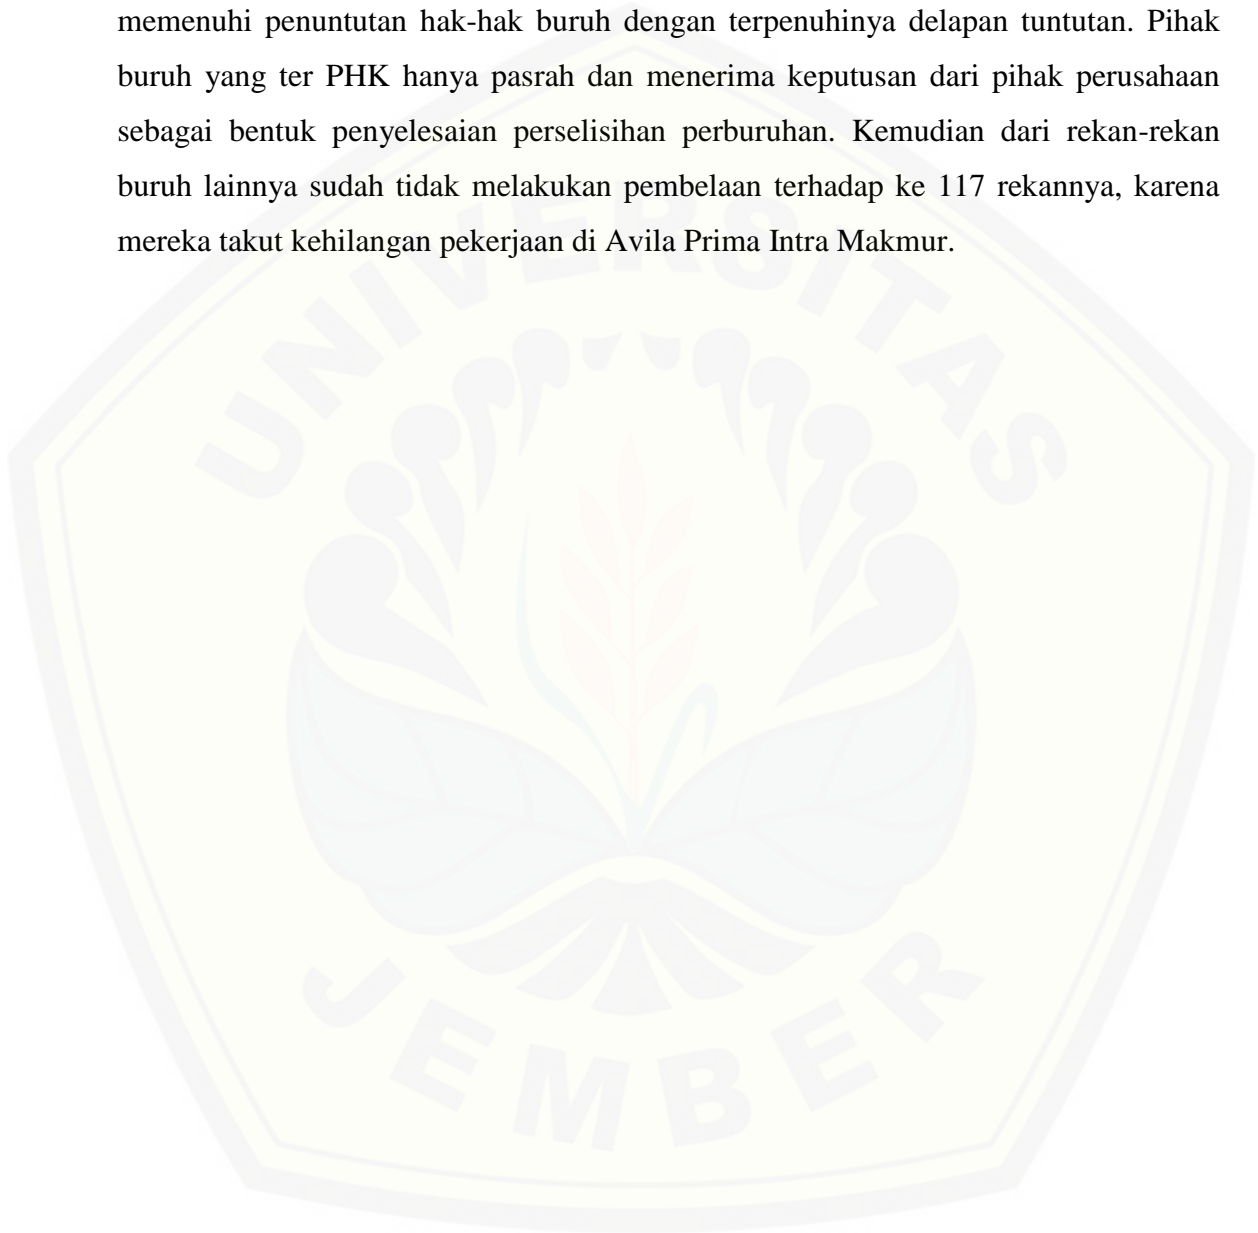 memenuhi penuntutan hak-hak buruh dengan terpenuhinya delapan tuntutan. Pihak
buruh yang ter PHK hanya pasrah dan menerima keputusan dari pihak perusahaan
sebagai bentuk penyelesaian perselisihan perburuhan. Kemudian dari rekan-rekan
buruh lainnya sudah tidak melakukan pembelaan terhadap ke 117 rekannya, karena
mereka takut kehilangan pekerjaan di Avila Prima Intra Makmur.
UNIVERSITAS
JEMBER